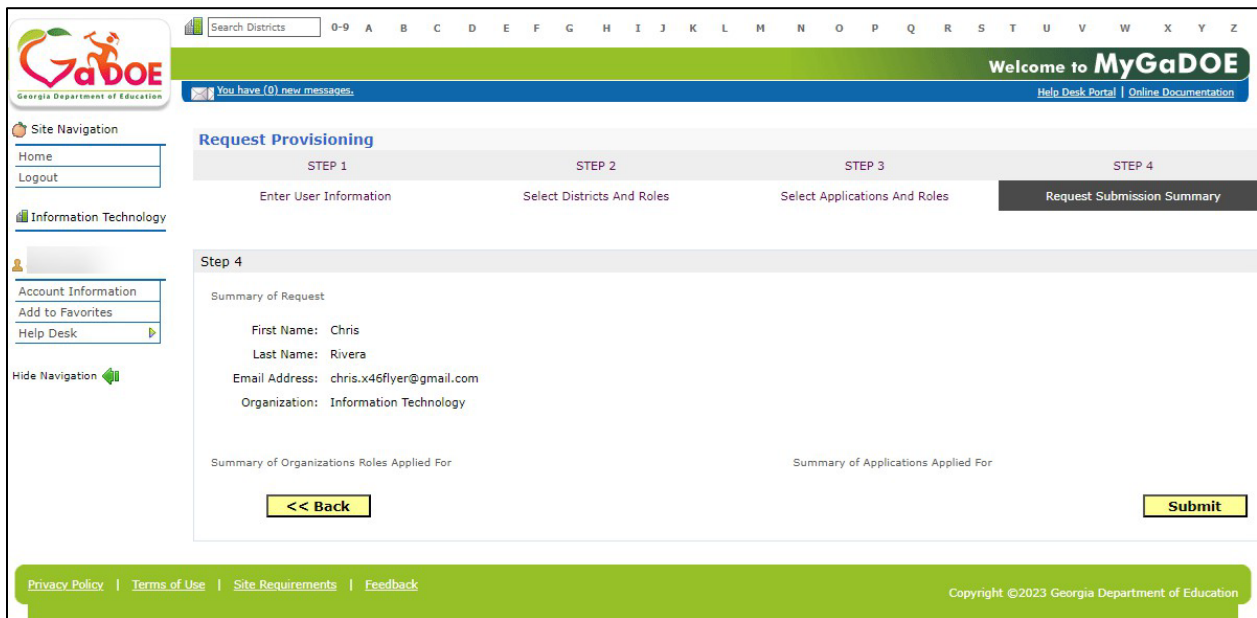 Search Districts 0-9 A B C D E F G H I J K L M N O P Q R S T U V W X Y Z
GaDOE
Georgia Department of Education
Welcome to MyGaDOE
You have (0) new messages.
Help Desk Portal | Online Documentation
Site Navigation
Home
Logout
Information Technology
Account Information
Add to Favorites
Help Desk
Hide Navigation
Request Provisioning
STEP 1 STEP 2 STEP 3 STEP 4
Enter User Information Select Districts And Roles Select Applications And Roles Request Submission Summary
Step 4
Summary of Request
First Name: Chris
Last Name: Rivera
Email Address: chris.x46flyer@gmail.com
Organization: Information Technology
Summary of Organizations Roles Applied For Summary of Applications Applied For
<< Back Submit
Privacy Policy | Terms of Use | Site Requirements | Feedback
Copyright ©2023 Georgia Department of Education